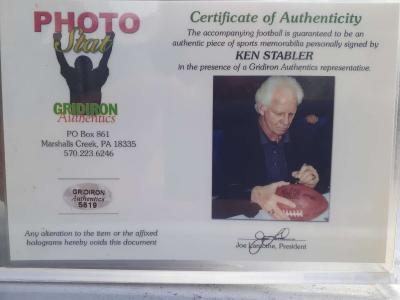 PHOTO
Stat
GRIDIRON
Authentics
PO Box 861
Marshalls Creek, PA 18335
570.223.6246
GRIDIRON
Authentics
5619
Any alteration to the item or the affixed
holograms hereby voids this document
Certificate of Authenticity
The accompanying football is guaranteed to be an
authentic piece of sports memorabilia personally signed by
KEN STABLER
in the presence of a Gridiron Authentics representative.
Joe Larcothe, President